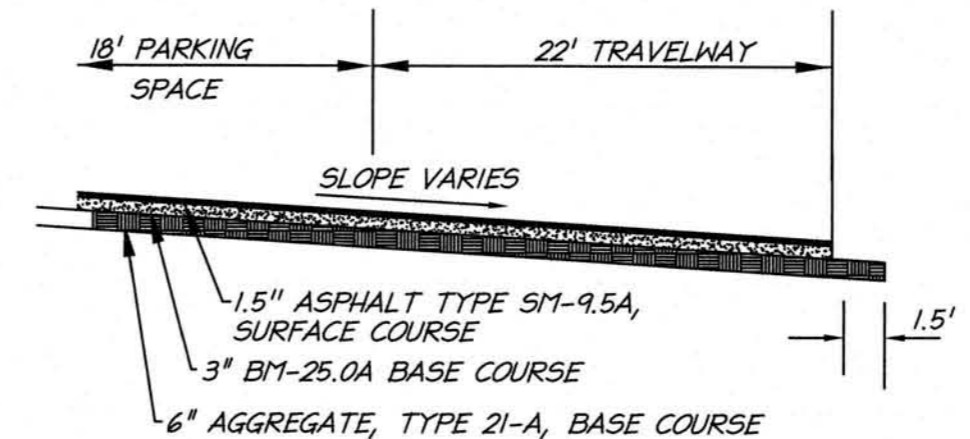 18' PARKING
SPACE
22' TRAVELWAY
SLOPE VARIES
1.5" ASPHALT TYPE SM-9.5A,
SURFACE COURSE
1.5'
3" BM-25.0A BASE COURSE
6" AGGREGATE, TYPE 21-A, BASE COURSE